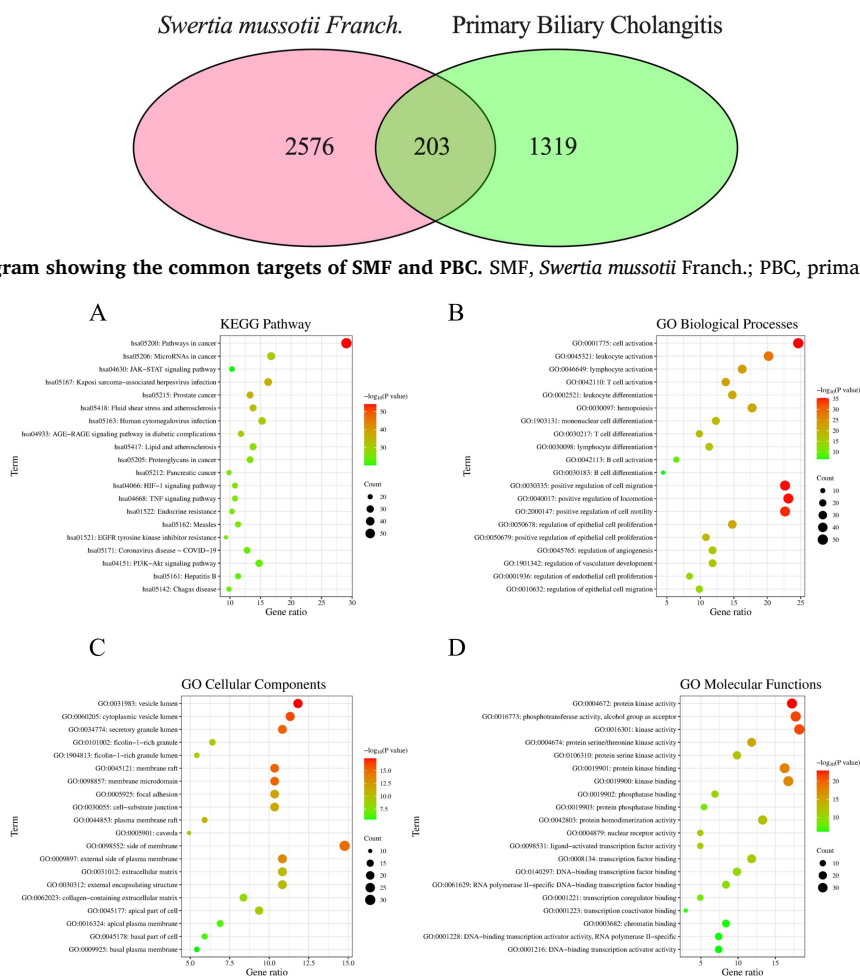 Swertia mussotii Franch. Primary Biliary Cholangitis
2576 203 1319
gram showing the common targets of SMF and PBC. SMF, Swertia mussotii Franch.; PBC, prima
A
KEGG Pathway
Term
hsa05200: Pathways in cancer
hsa05206: MicroRNAs in cancer
hsa04630: JAK−STAT signaling pathway
hsa05167: Kaposi sarcoma−associated herpesvirus infection
hsa05215: Prostate cancer
hsa05418: Fluid shear stress and atherosclerosis
hsa05163: Human cytomegalovirus infection
hsa04933: AGE−RAGE signaling pathway in diabetic complications
hsa05417: Lipid and atherosclerosis
hsa05205: Proteoglycans in cancer
hsa05212: Pancreatic cancer
hsa04066: HIF−1 signaling pathway
hsa04668: TNF signaling pathway
hsa01522: Endocrine resistance
hsa05162: Measles
hsa01521: EGFR tyrosine kinase inhibitor resistance
hsa05171: Coronavirus disease − COVID−19
hsa04151: PI3K−Akt signaling pathway
hsa05161: Hepatitis B
hsa05142: Chagas disease
10 15 20 25 30
Gene ratio
−log10(P value)
50
40
30
Count
20
30
40
50
B
GO Biological Processes
Term
GO:0001775: cell activation
GO:0045321: leukocyte activation
GO:0046649: lymphocyte activation
GO:0042110: T cell activation
GO:0002521: leukocyte differentiation
GO:0030097: hemopoiesis
GO:1903131: mononuclear cell differentiation
GO:0030217: T cell differentiation
GO:0030098: lymphocyte differentiation
GO:0042113: B cell activation
GO:0030183: B cell differentiation
GO:0030335: positive regulation of cell migration
GO:0040017: positive regulation of locomotion
GO:2000147: positive regulation of cell motility
GO:0050678: regulation of epithelial cell proliferation
GO:0050679: positive regulation of epithelial cell proliferation
GO:0045765: regulation of angiogenesis
GO:1901342: regulation of vasculature development
GO:0001936: regulation of endothelial cell proliferation
GO:0010632: regulation of epithelial cell migration
5 10 15 20 25
Gene ratio
−log10(P value)
35
30
25
20
15
10
Count
10
20
30
40
50
C
GO Cellular Components
Term
GO:0031983: vesicle lumen
GO:0060205: cytoplasmic vesicle lumen
GO:0034774: secretory granule lumen
GO:0101002: ficolin−1−rich granule
GO:1904813: ficolin−1−rich granule lumen
GO:0045121: membrane raft
GO:0098857: membrane microdomain
GO:0005925: focal adhesion
GO:0030055: cell−substrate junction
GO:0044853: plasma membrane raft
GO:0005901: caveola
GO:0098552: side of membrane
GO:0009897: external side of plasma membrane
GO:0031012: extracellular matrix
GO:0030312: external encapsulating structure
GO:0062023: collagen−containing extracellular matrix
GO:0045177: apical part of cell
GO:0016324: apical plasma membrane
GO:0045178: basal part of cell
GO:0009925: basal plasma membrane
5.0 7.5 10.0 12.5 15.0
Gene ratio
−log10(P value)
15.0
12.5
10.0
7.5
Count
10
15
20
25
30
D
GO Molecular Functions
Term
GO:0004672: protein kinase activity
GO:0016773: phosphotransferase activity, alcohol group as acceptor
GO:0016301: kinase activity
GO:0004674: protein serine/threonine kinase activity
GO:0106310: protein serine kinase activity
GO:0019901: protein kinase binding
GO:0019900: kinase binding
GO:0019902: phosphatase binding
GO:0019903: protein phosphatase binding
GO:0042803: protein homodimerization activity
GO:0004879: nuclear receptor activity
GO:0098531: ligand−activated transcription factor activity
GO:0008134: transcription factor binding
GO:0140297: DNA−binding transcription factor binding
GO:0061629: RNA polymerase II−specific DNA−binding transcription factor binding
GO:0001221: transcription coregulator binding
GO:0001223: transcription coactivator binding
GO:0003682: chromatin binding
GO:0001228: DNA−binding transcription activator activity, RNA polymerase II−specific
GO:0001216: DNA−binding transcription activator activity
5 10 15
Gene ratio
−log10(P value)
20
15
10
Count
10
20
30